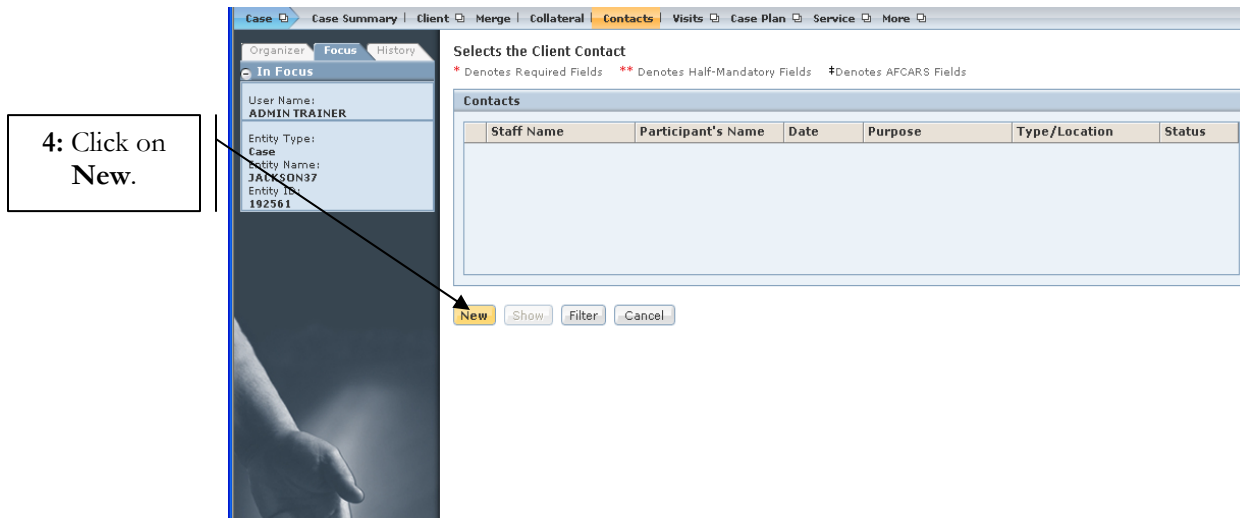 Case Case Summary | Client Merge | Collateral | Contacts | Visits Case Plan Service More
Organizer Focus History
In Focus
User Name:
ADMIN TRAINER
Entity Type:
Case
Entity Name:
JACKSON37
Entity ID:
192561
4: Click on
New.
Selects the Client Contact
* Denotes Required Fields ** Denotes Half-Mandatory Fields ‡Denotes AFCARS Fields
Contacts
Staff Name Participant's Name Date Purpose Type/Location Status
New Show Filter Cancel